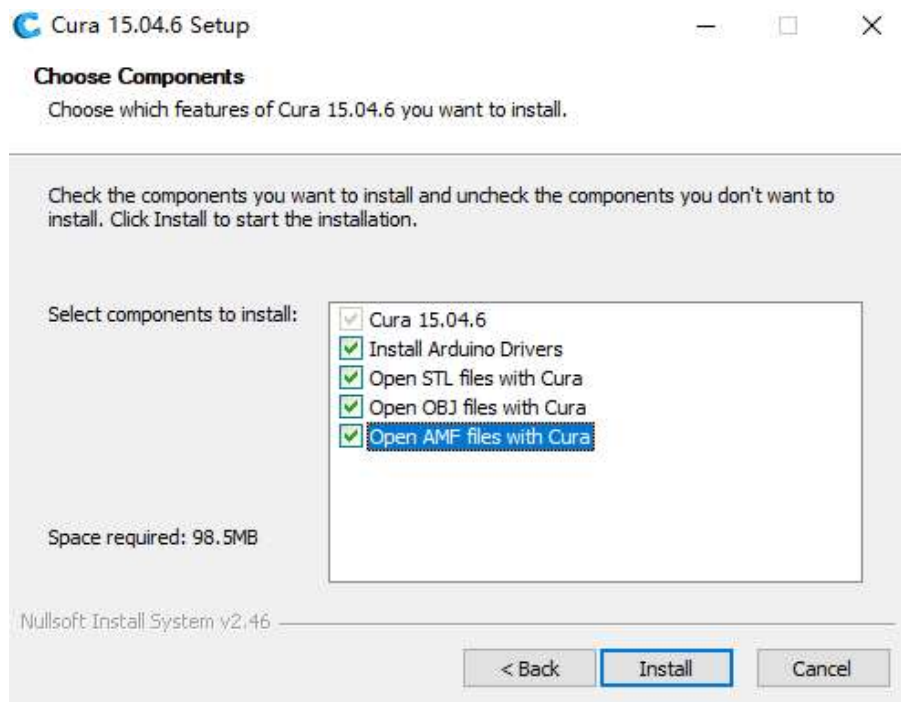 Cura 15.04.6 Setup
Choose Components
Choose which features of Cura 15.04.6 you want to install.
Check the components you want to install and uncheck the components you don't want to
install. Click Install to start the installation.
Select components to install:
Cura 15.04.6
Install Arduino Drivers
Open STL files with Cura
Open OBJ files with Cura
Open AMF files with Cura
Space required: 98.5MB
Nullsoft Install System v2.46
< Back
Install
Cancel